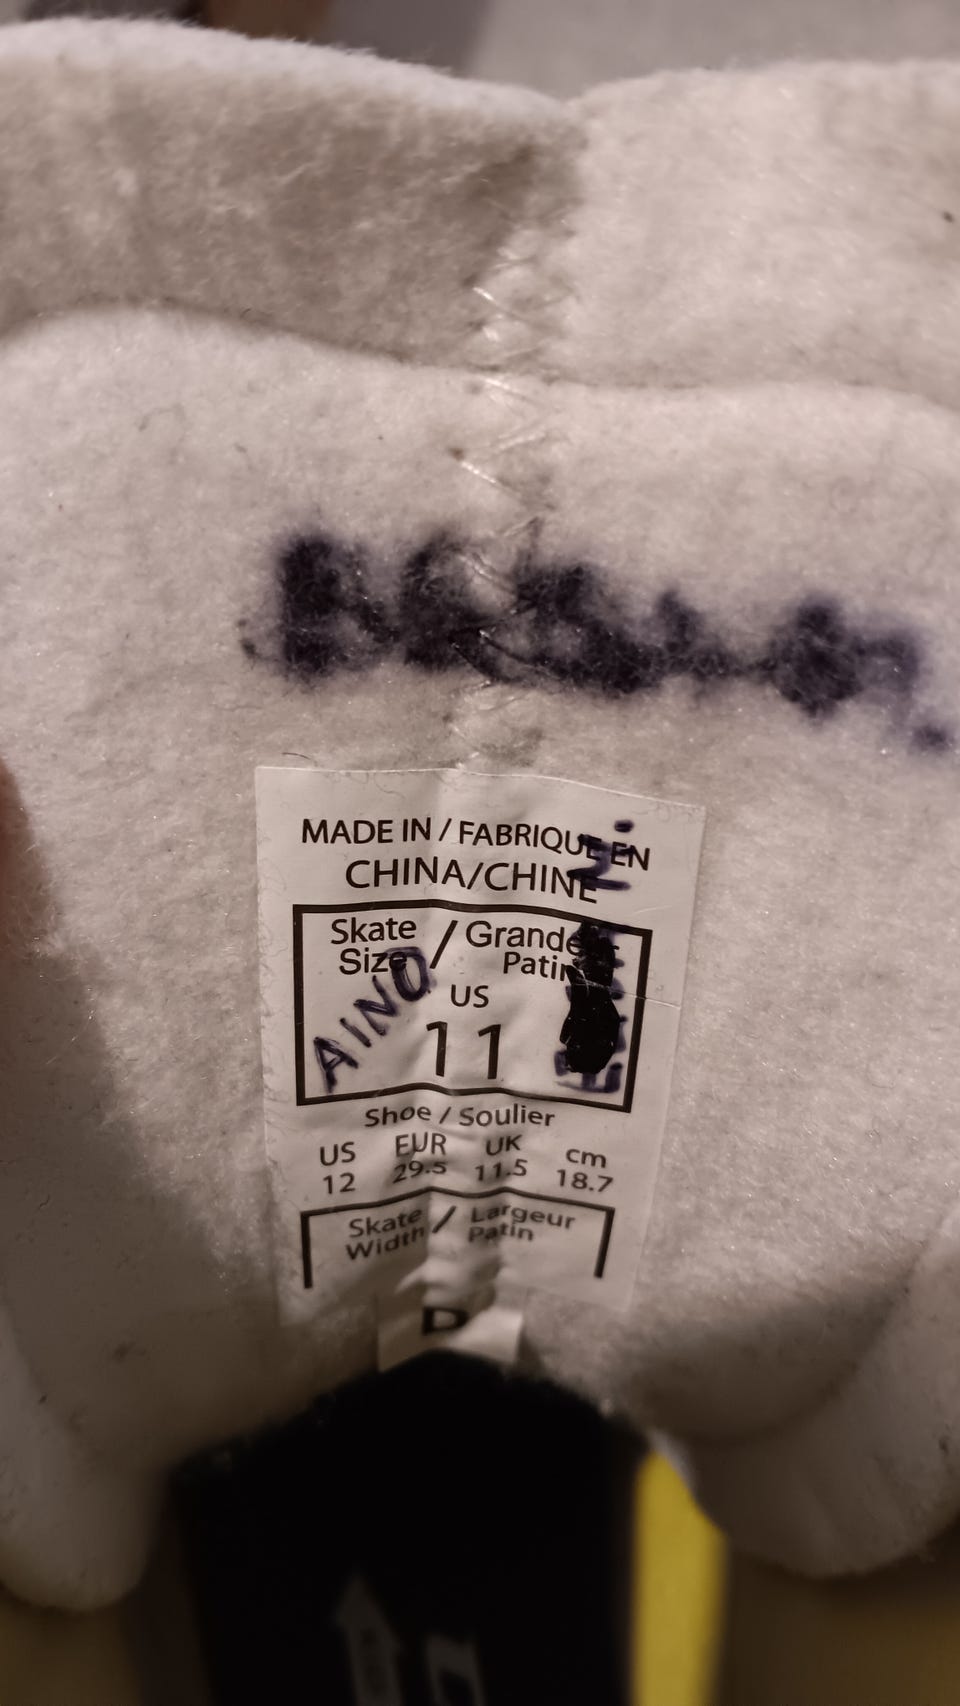 MADE IN / FABRIQUE EN
CHINA/CHINE
Skate Size / Grandeur Patin
US
11
AINO
Shoe / Soulier
US EUR UK cm
12 29.5 11.5 18.7
Skate Width / Largeur Patin
D